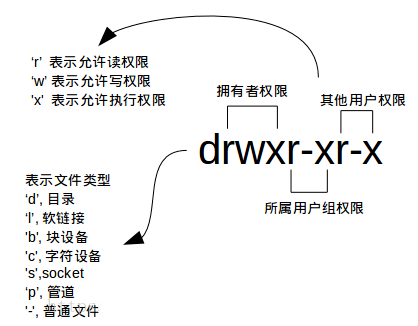 ‘r’ 表示允许读权限
‘w’ 表示允许写权限
'x' 表示允许执行权限
拥有者权限
其他用户权限
drwxr-xr-x
所属用户组权限
表示文件类型
‘d’, 目录
‘l’, 软链接
'b', 块设备
'c', 字符设备
's',socket
‘p’, 管道
'-', 普通文件